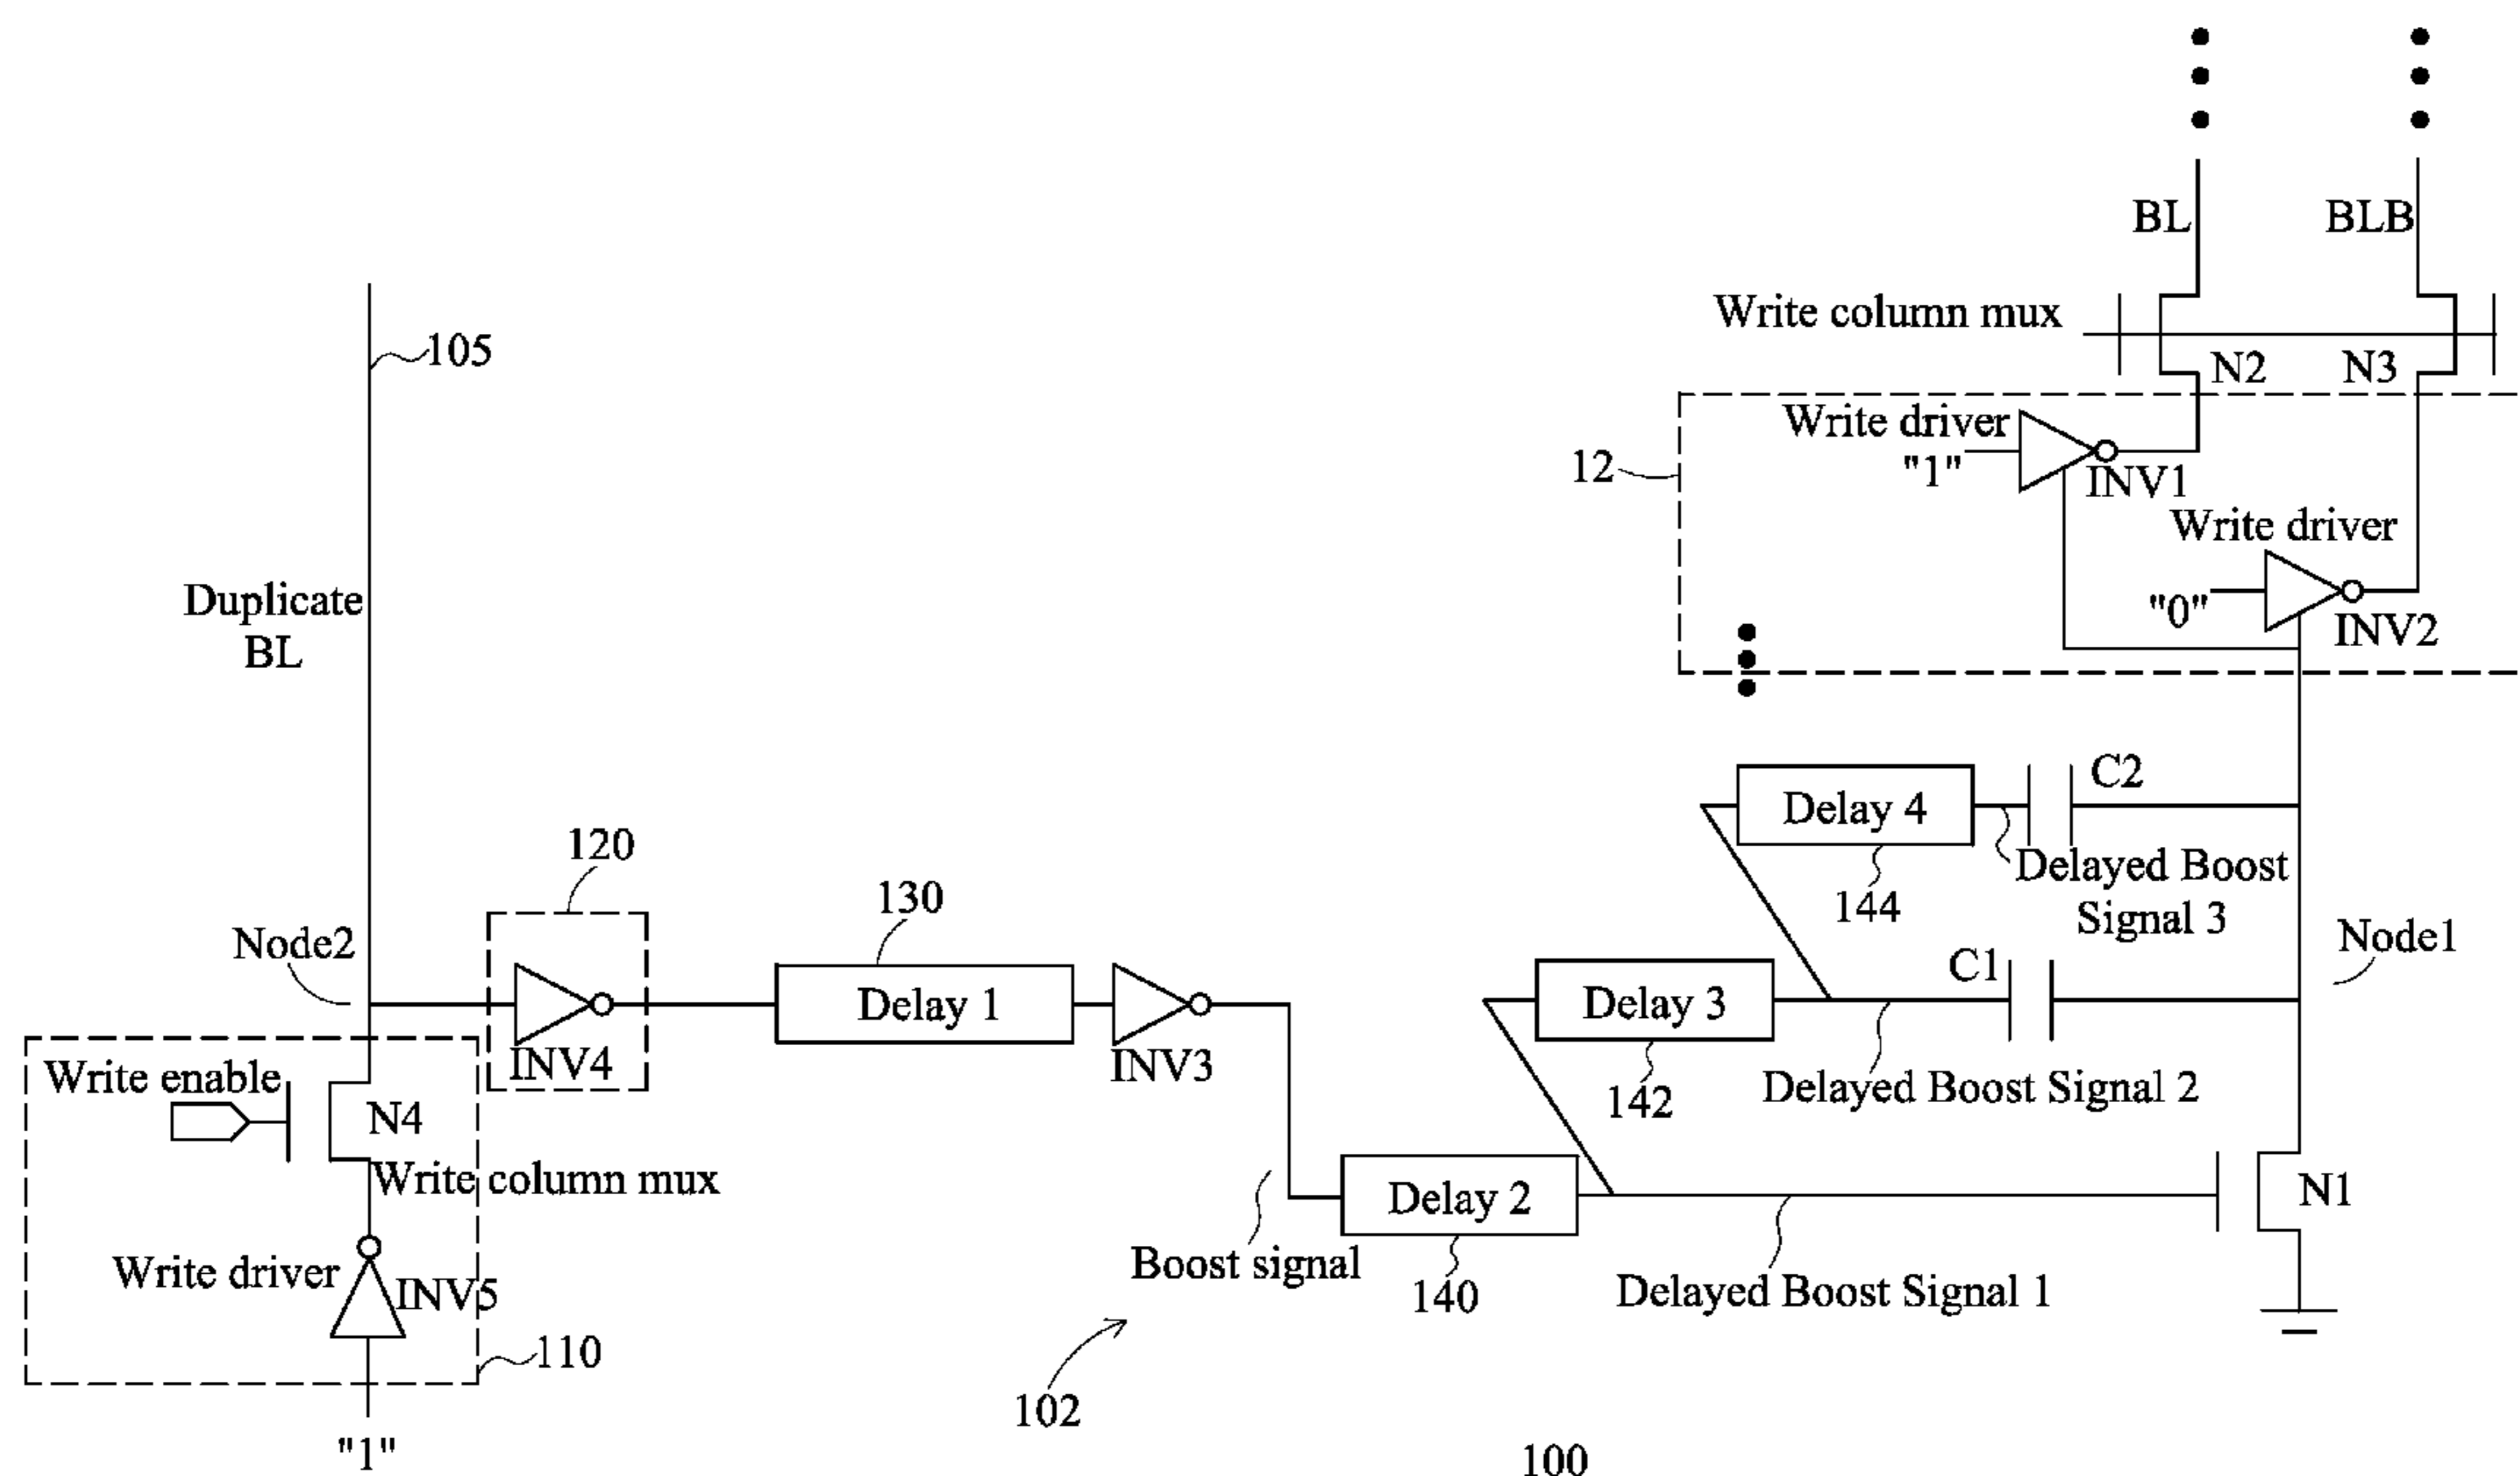 BL
BLB
Write column mux
N2
N3
105
Write driver
"1"
INV1
12
Write driver
"0"
INV2
Duplicate
BL
C2
Delay 4
Delayed Boost
Signal 3
144
120
130
Node2
Node1
C1
Delay 1
Delay 3
INV4
INV3
Delayed Boost Signal 2
142
Write enable
N4
Write column mux
Delay 2
N1
Boost signal
140
Delayed Boost Signal 1
Write driver
INV5
110
102
"1"
100